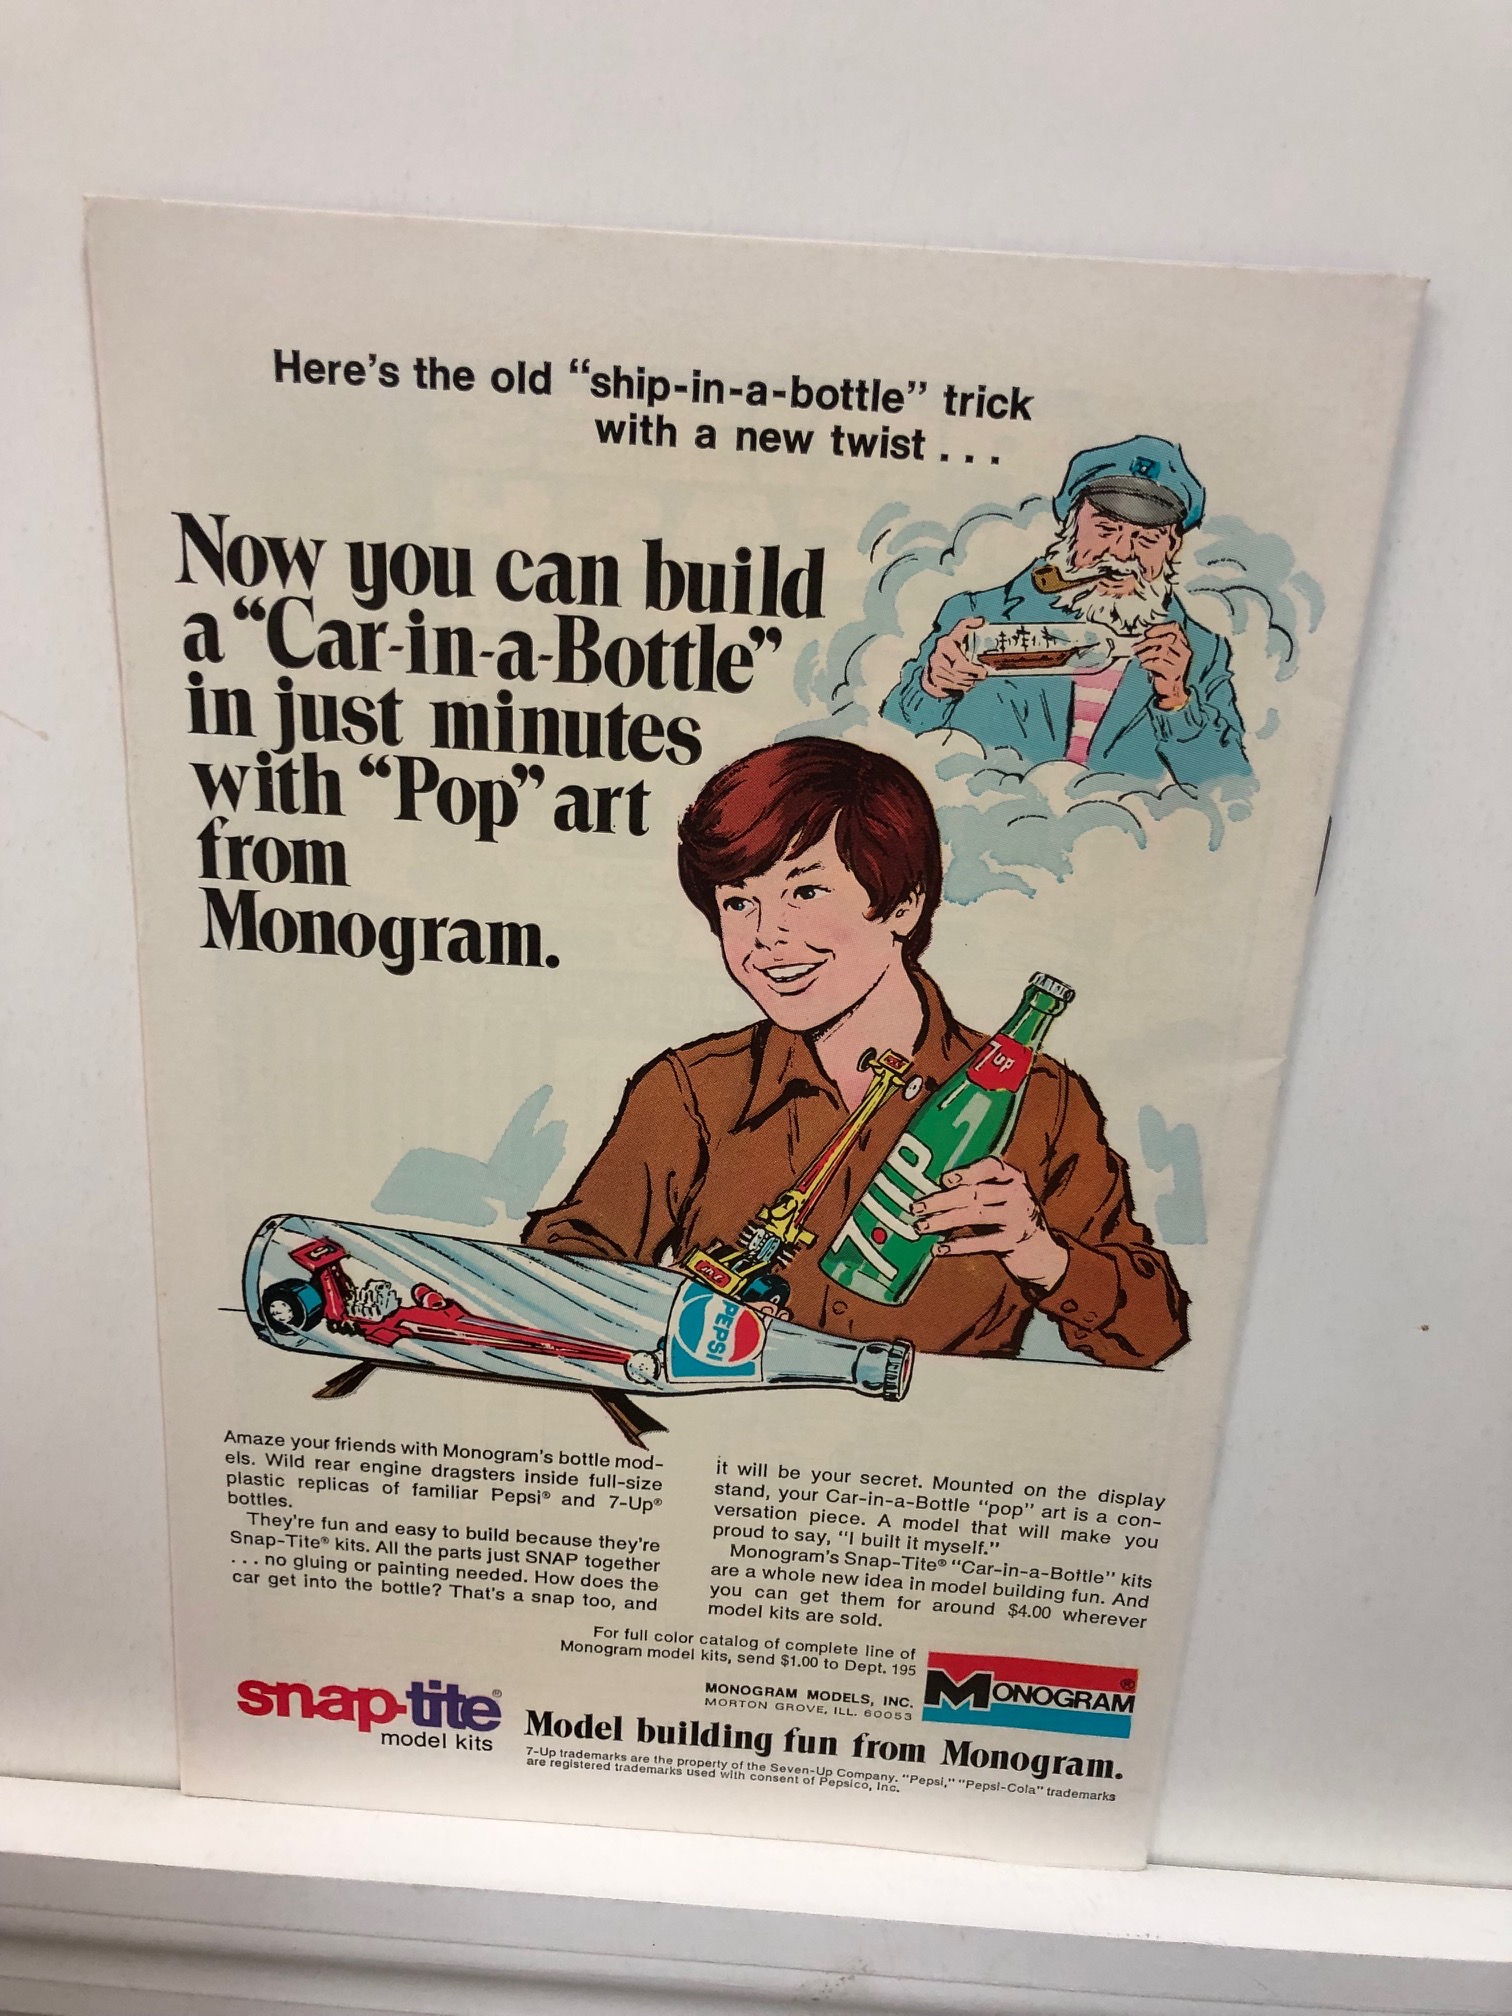 Here's the old “ship-in-a-bottle” trick
with a new twist . . .
Now you can build
a “Car-in-a-Bottle”
in just minutes
with “Pop” art
from
Monogram.
7up
7·UP
PEPSI
Amaze your friends with Monogram's bottle mod-
els. Wild rear engine dragsters inside full-size
plastic replicas of familiar Pepsi® and 7-Up®
bottles.
They're fun and easy to build because they're
Snap-Tite® kits. All the parts just SNAP together
. . . no gluing or painting needed. How does the
car get into the bottle? That's a snap too, and
it will be your secret. Mounted on the display
stand, your Car-in-a-Bottle “pop” art is a con-
versation piece. A model that will make you
proud to say, “I built it myself.”
Monogram's Snap-Tite® “Car-in-a-Bottle” kits
are a whole new idea in model building fun. And
you can get them for around $4.00 wherever
model kits are sold.
For full color catalog of complete line of
Monogram model kits, send $1.00 to Dept. 195
MONOGRAM MODELS, INC.
MORTON GROVE, ILL. 60053
MONOGRAM®
snap-tite®
model kits
Model building fun from Monogram.
7-Up trademarks are the property of the Seven-Up Company. “Pepsi,” “Pepsi-Cola” trademarks
are registered trademarks used with consent of Pepsico, Inc.